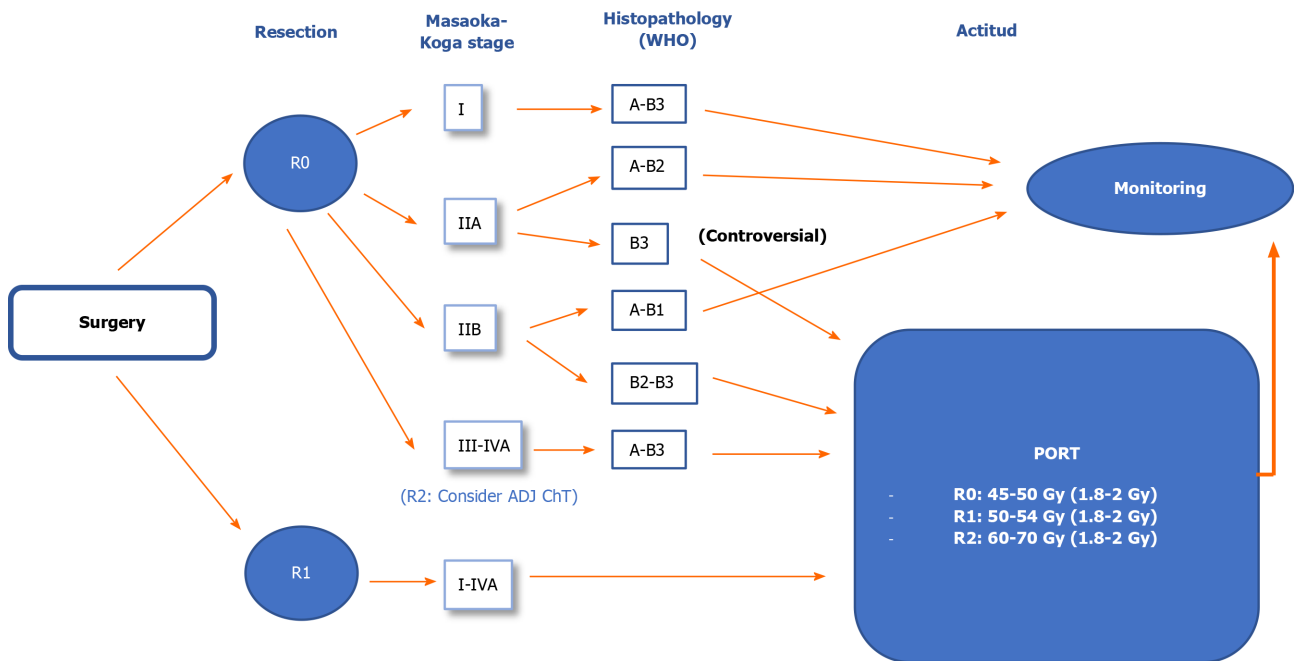 Resection
Masaoka-
Koga stage
Histopathology
(WHO)
Actitud
I
A-B3
R0
A-B2
Monitoring
IIA
B3
(Controversial)
A-B1
Surgery
IIB
B2-B3
III-IVA
A-B3
(R2: Consider ADJ ChT)
PORT
- R0: 45-50 Gy (1.8-2 Gy)
- R1: 50-54 Gy (1.8-2 Gy)
- R2: 60-70 Gy (1.8-2 Gy)
R1
I-IVA